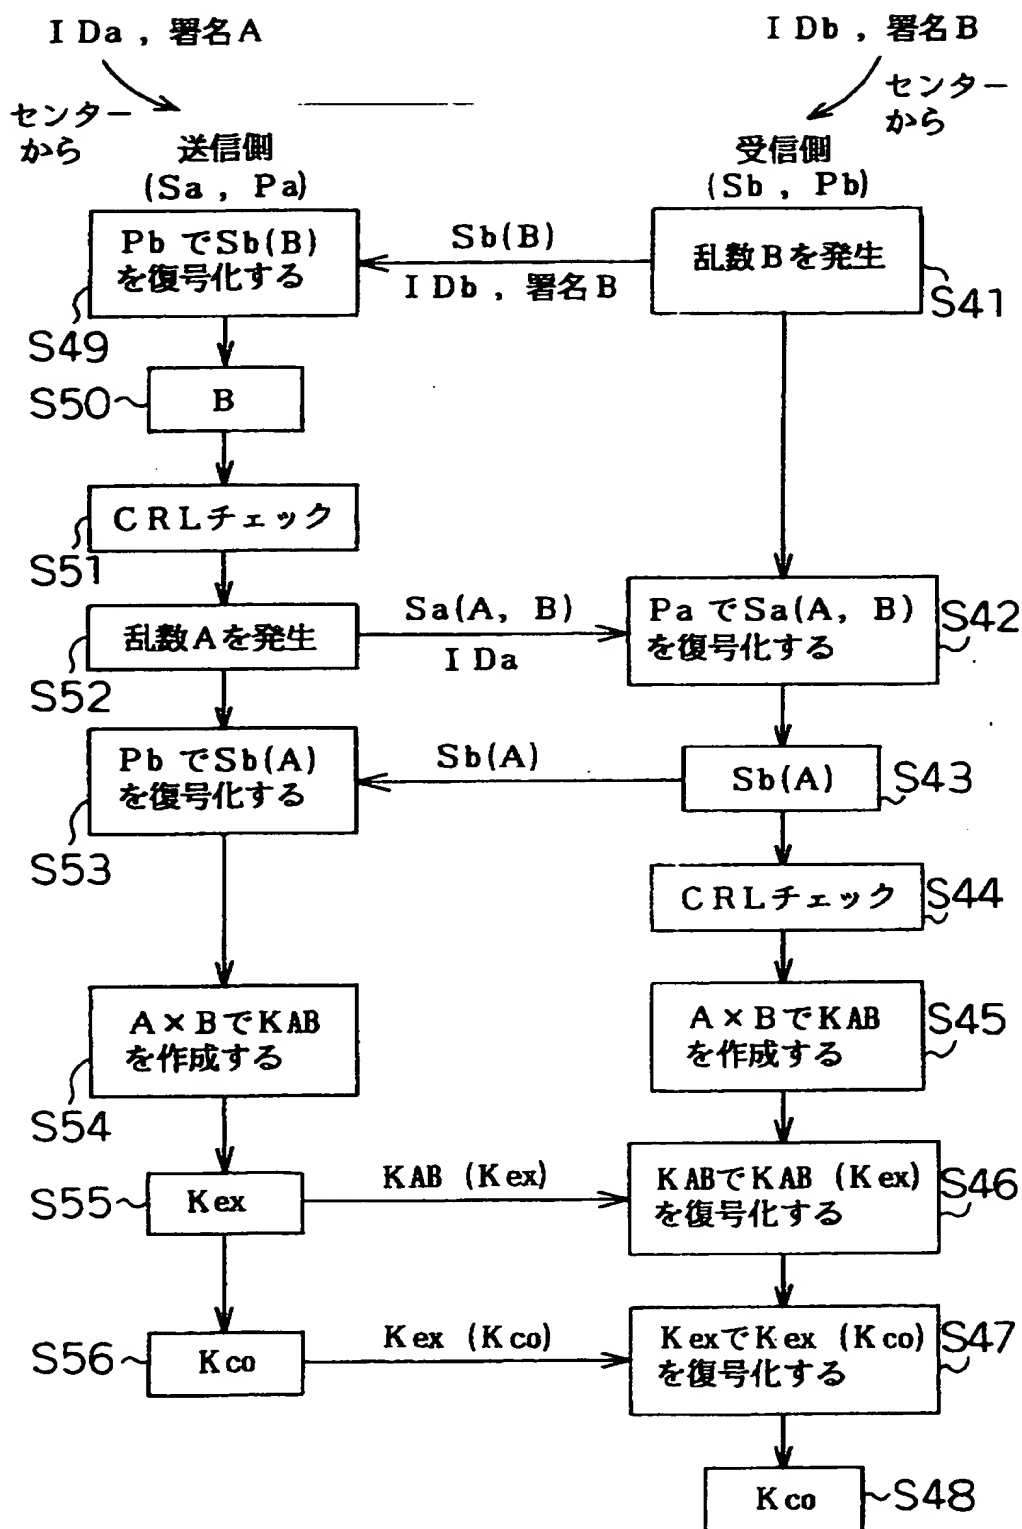 IDa , 署名A
IDb , 署名B
センター
から
センター
から
送信側
(Sa , Pa)
受信側
(Sb , Pb)
Pb でSb(B)
を復号化する
Sb(B)
IDb , 署名B
乱数Bを発生
S41
S49
S50
B
CRLチェック
S51
乱数Aを発生
S52
Sa(A, B)
IDa
Pa でSa(A, B)
を復号化する
S42
Pb でSb(A)
を復号化する
S53
Sb(A)
Sb(A)
S43
CRLチェック
S44
A×BでKAB
を作成する
S54
A×BでKAB
を作成する
S45
S55
Kex
KAB (Kex)
KABでKAB (Kex)
を復号化する
S46
S56
Kco
Kex (Kco)
KexでKex (Kco)
を復号化する
S47
Kco
S48